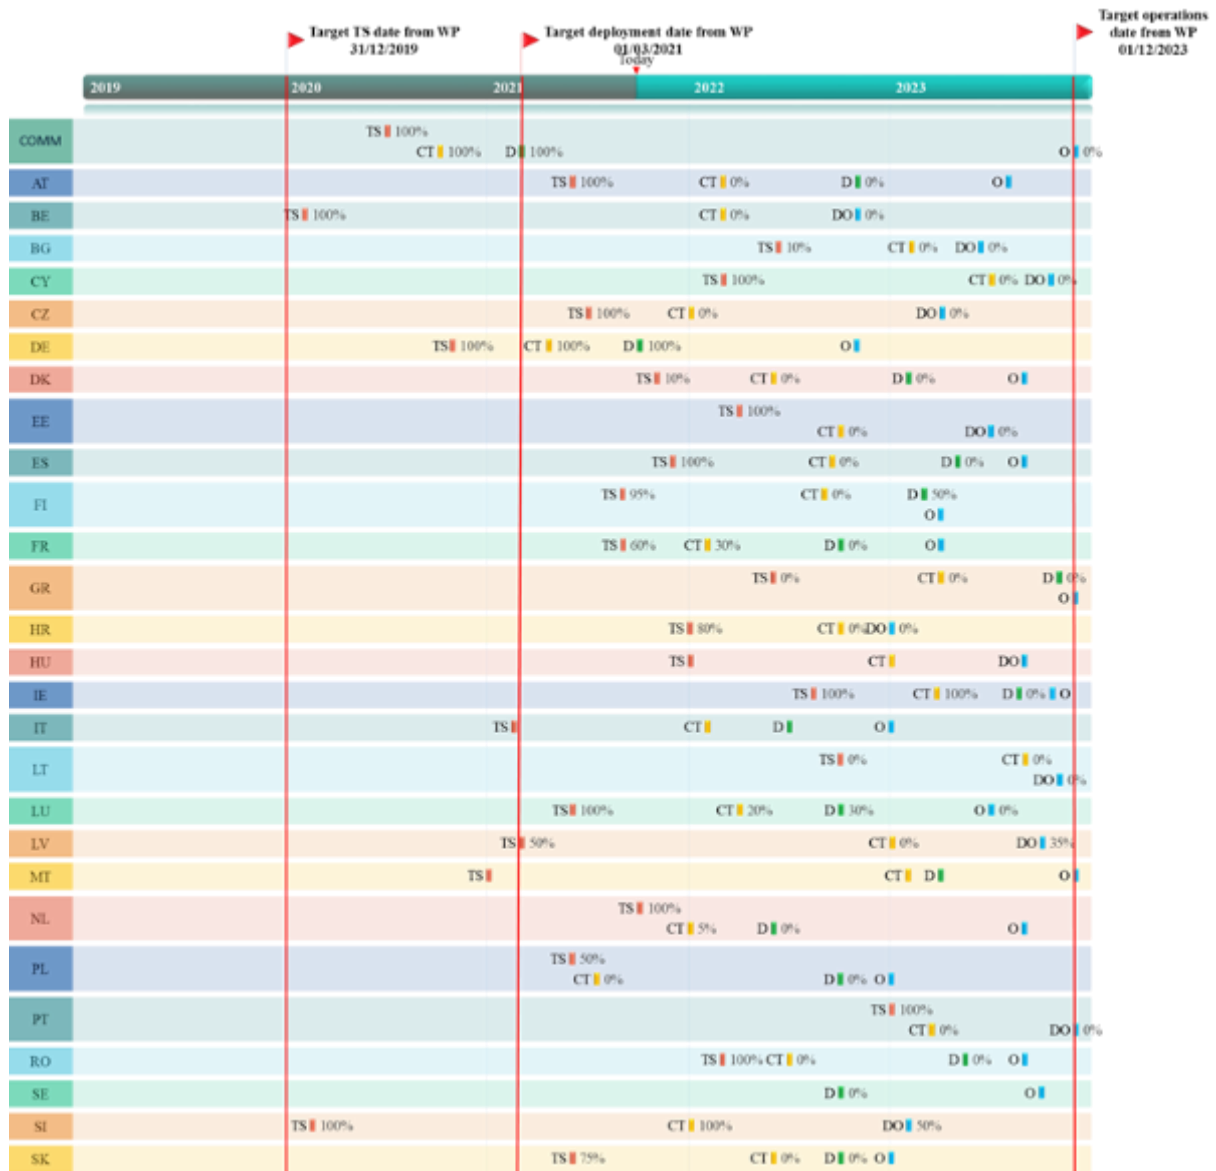 Target TS date from WP
31/12/2019
Target deployment date from WP
01/03/2021
Today
Target operations
date from WP
01/12/2023
2019 2020 2021 2022 2023
COMM TS 100%
CT 100% D 100% O 0%
AT TS 100% CT 0% D 0% O
BE TS 100% CT 0% DO 0%
BG TS 10% CT 0% DO 0%
CY TS 100% CT 0% DO 0%
CZ TS 100% CT 0% DO 0%
DE TS 100% CT 100% D 100% O
DK TS 10% CT 0% D 0% O
EE TS 100%
CT 0% DO 0%
ES TS 100% CT 0% D 0% O
FI TS 95% CT 0% D 50%
O
FR TS 60% CT 30% D 0% O
GR TS 0% CT 0% D 0%
O
HR TS 80% CT 0% DO 0%
HU TS CT DO
IE TS 100% CT 100% D 0% O
IT TS CT D O
LT TS 0% CT 0%
DO 0%
LU TS 100% CT 20% D 30% O 0%
LV TS 50% CT 0% DO 35%
MT TS CT D O
NL TS 100%
CT 5% D 0% O
PL TS 50%
CT 0% D 0% O
PT TS 100%
CT 0% DO 0%
RO TS 100% CT 0% D 0% O
SE D 0% O
SI TS 100% CT 100% DO 50%
SK TS 75% CT 0% D 0% O